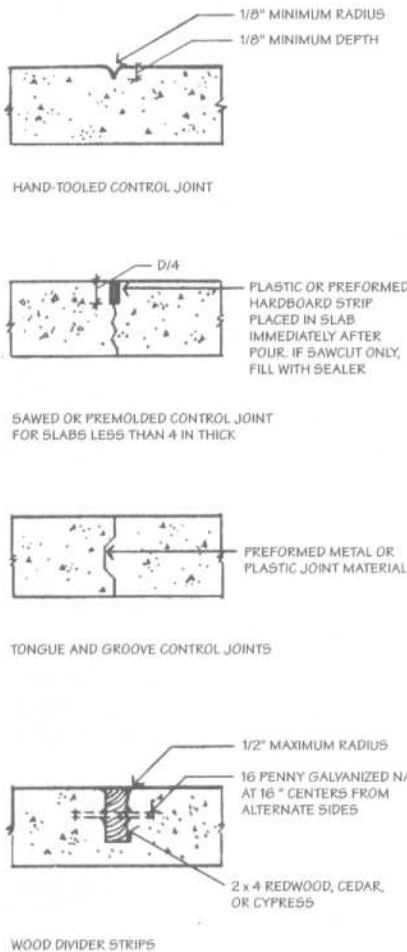 1/8" MINIMUM RADIUS
1/8" MINIMUM DEPTH
HAND-TOOLED CONTROL JOINT
D/4
PLASTIC OR PREFORMED
HARDBOARD STRIP
PLACED IN SLAB
IMMEDIATELY AFTER
POUR. IF SAWCUT ONLY,
FILL WITH SEALER
SAWED OR PREMOLDED CONTROL JOINT
FOR SLABS LESS THAN 4 IN THICK
PREFORMED METAL OR
PLASTIC JOINT MATERIAL
TONGUE AND GROOVE CONTROL JOINTS
1/2" MAXIMUM RADIUS
16 PENNY GALVANIZED
AT 16 " CENTERS FROM
ALTERNATE SIDES
2 x 4 REDWOOD, CEDAR,
OR CYPRESS
WOOD DIVIDER STRIPS